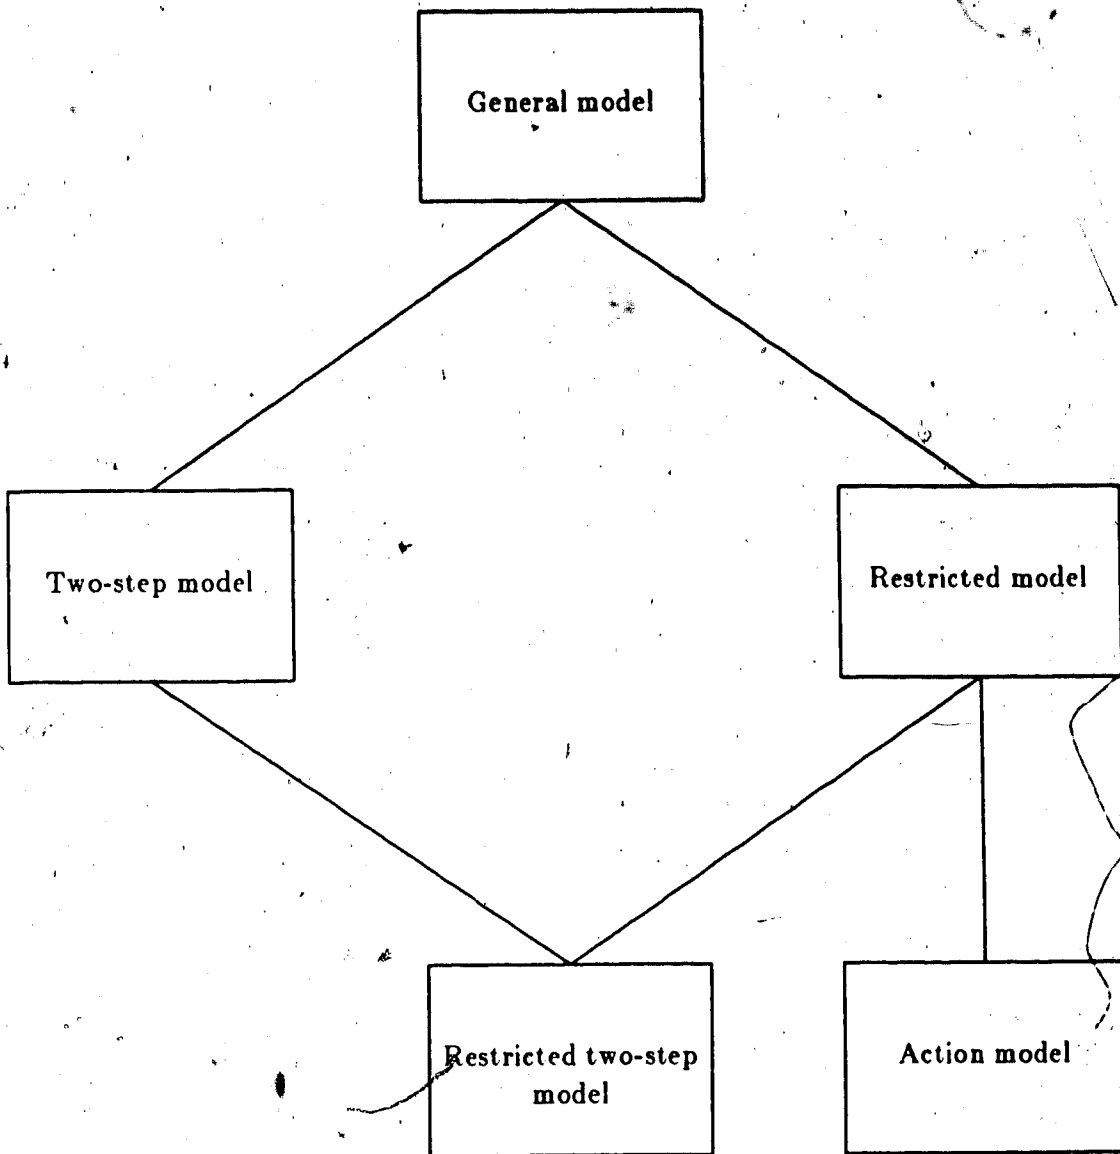 General model
Two-step model
Restricted model
Restricted two-step
model
Action model